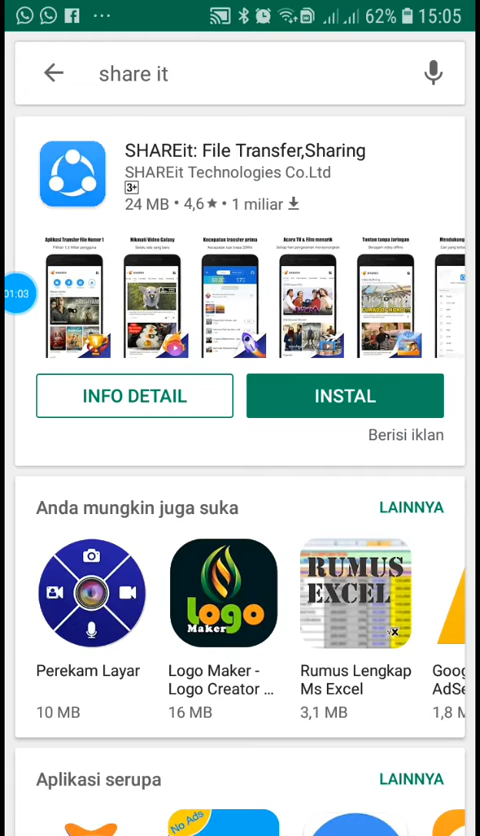 62% 15:05
share it
SHAREit: File Transfer,Sharing
SHAREit Technologies Co.Ltd
3+
24 MB • 4,6★ • 1 miliar
Aplikasi Transfer File Nomor 1
Nikmati Video Galaxy
Kecepatan transfer prima
Acara TV & Film menarik
Tonton tanpa jaringan
Mendukung
01:03
INFO DETAIL
INSTAL
Berisi iklan
Anda mungkin juga suka
LAINNYA
Logo
Maker
RUMUS
EXCEL
Perekam Layar
Logo Maker -
Logo Creator ...
Rumus Lengkap
Ms Excel
Goog
AdSe
10 MB
16 MB
3,1 MB
1,8 M
Aplikasi serupa
LAINNYA
No Ads